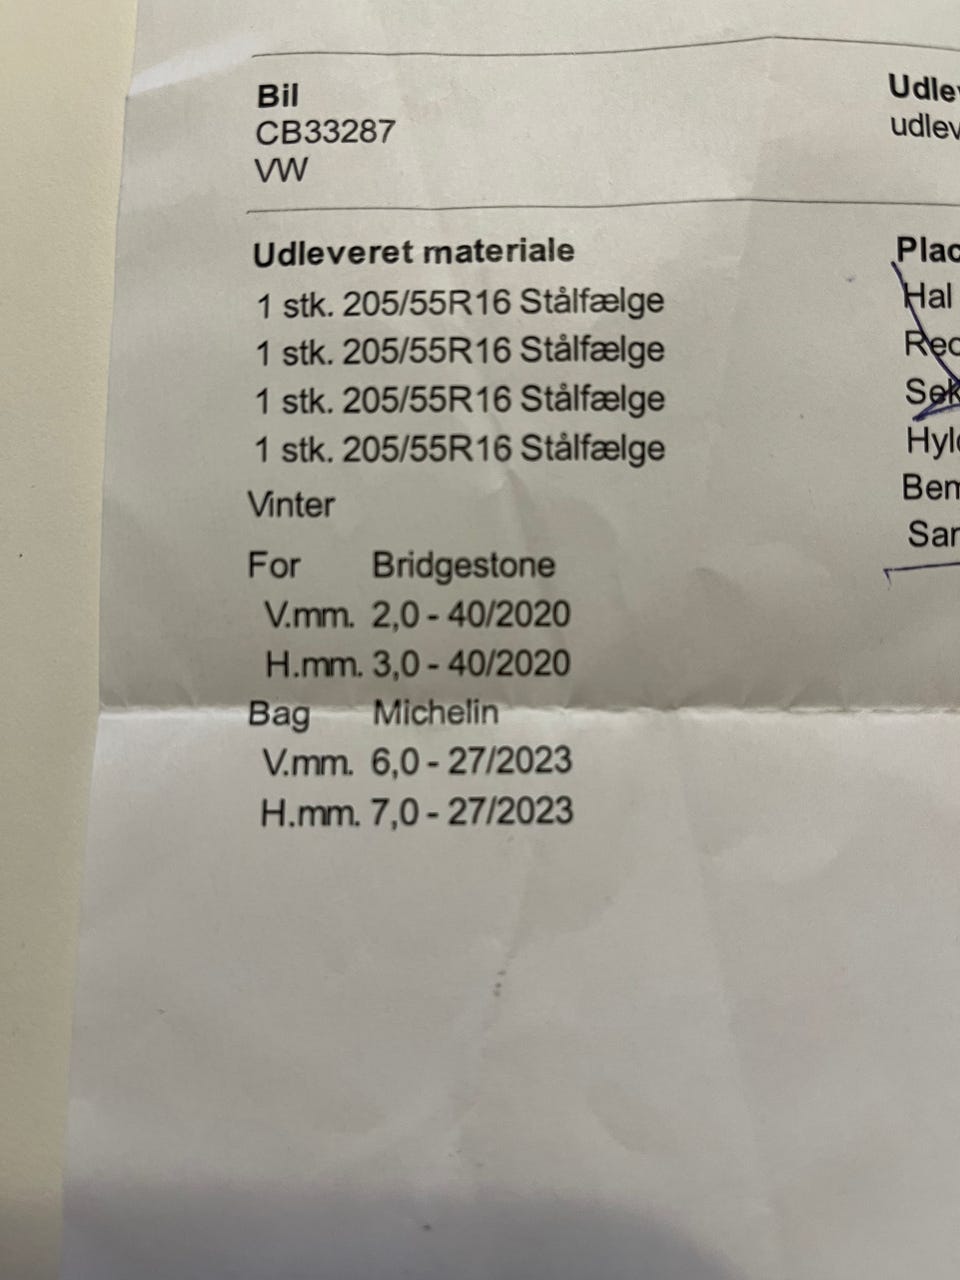 Bil
CB33287
VW
Udleveret materiale
1 stk. 205/55R16 Stålfælge
1 stk. 205/55R16 Stålfælge
1 stk. 205/55R16 Stålfælge
1 stk. 205/55R16 Stålfælge
Vinter
For Bridgestone
V.mm. 2,0 - 40/2020
H.mm. 3,0 - 40/2020
Bag Michelin
V.mm. 6,0 - 27/2023
H.mm. 7,0 - 27/2023
Hal